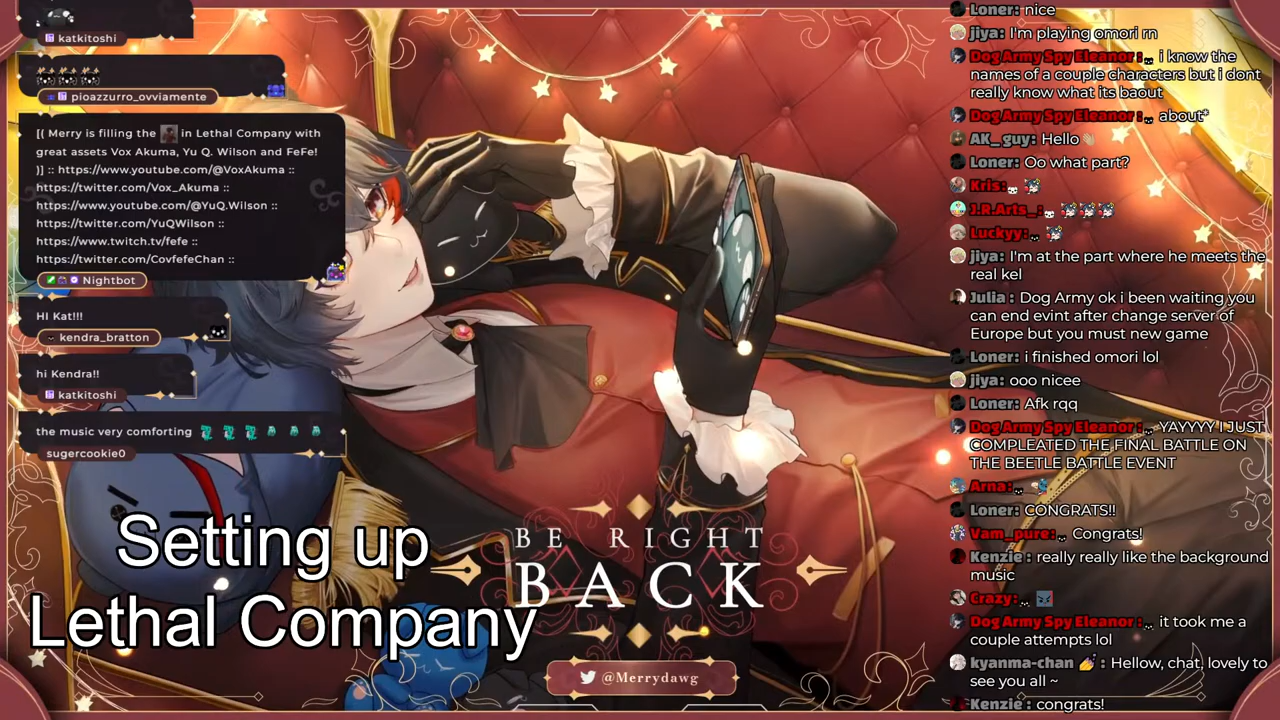 katkitoshi
pioazzurro_ovviamente
[( Merry is filling the in Lethal Company with
great assets Vox Akuma, Yu Q. Wilson and FeFe!
)] :: https://www.youtube.com/@VoxAkuma ::
https://twitter.com/Vox_Akuma ::
https://www.youtube.com/@YuQ.Wilson ::
https://twitter.com/YuQWilson ::
https://www.twitch.tv/fefe ::
https://twitter.com/CovfefeChan ::
Nightbot
HI Kat!!!
kendra_bratton
hi Kendra!!
katkitoshi
the music very comforting
sugercookie0
Setting up
Lethal Company
BE RIGHT
BACK
@Merrydawg
Loner: nice
jiya: I'm playing omori rn
Dog Army Spy Eleanor : i know the
names of a couple characters but i dont
really know what its baout
Dog Army Spy Eleanor : about*
AK_guy: Hello
Loner: Oo what part?
Kris:
J.R.Arts_:
Luckyy:
jiya: I'm at the part where he meets the
real kel
Julia : Dog Army ok i been waiting you
can end evint after change server of
Europe but you must new game
Loner: i finished omori lol
jiya: ooo nicee
Loner: Afk rqq
Dog Army Spy Eleanor : YAYYYY I JUST
COMPLEATED THE FINAL BATTLE ON
THE BEETLE BATTLE EVENT
Arna:
Loner: CONGRATS!!
Vam_pure: Congrats!
Kenzie: really really like the background
music
Crazy:
Dog Army Spy Eleanor : it took me a
couple attempts lol
kyanma-chan : Hellow, chat, lovely to
see you all ~
Kenzie: congrats!